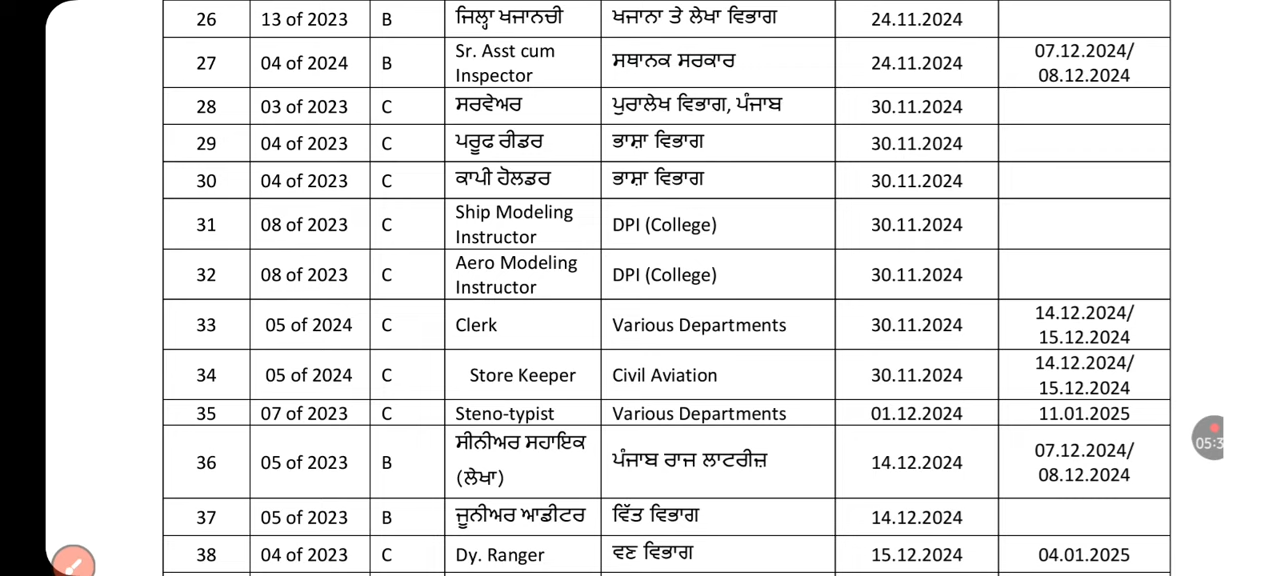 26 13 of 2023 B ਜਿਲ੍ਹਾ ਖਜਾਨਚੀ ਖਜਾਨਾ ਤੇ ਲੇਖਾ ਵਿਭਾਗ 24.11.2024
27 04 of 2024 B Sr. Asst cum Inspector ਸਥਾਨਕ ਸਰਕਾਰ 24.11.2024 07.12.2024/ 08.12.2024
28 03 of 2023 C ਸਰਵੇਅਰ ਪੁਰਾਲੇਖ ਵਿਭਾਗ, ਪੰਜਾਬ 30.11.2024
29 04 of 2023 C ਪਰੂਫ ਰੀਡਰ ਭਾਸ਼ਾ ਵਿਭਾਗ 30.11.2024
30 04 of 2023 C ਕਾਪੀ ਹੋਲਡਰ ਭਾਸ਼ਾ ਵਿਭਾਗ 30.11.2024
31 08 of 2023 C Ship Modeling Instructor DPI (College) 30.11.2024
32 08 of 2023 C Aero Modeling Instructor DPI (College) 30.11.2024
33 05 of 2024 C Clerk Various Departments 30.11.2024 14.12.2024/ 15.12.2024
34 05 of 2024 C Store Keeper Civil Aviation 30.11.2024 14.12.2024/ 15.12.2024
35 07 of 2023 C Steno-typist Various Departments 01.12.2024 11.01.2025
36 05 of 2023 B ਸੀਨੀਅਰ ਸਹਾਇਕ (ਲੇਖਾ) ਪੰਜਾਬ ਰਾਜ ਲਾਟਰੀਜ਼ 14.12.2024 07.12.2024/ 08.12.2024
37 05 of 2023 B ਜੂਨੀਅਰ ਆਡੀਟਰ ਵਿੱਤ ਵਿਭਾਗ 14.12.2024
38 04 of 2023 C Dy. Ranger ਵਣ ਵਿਭਾਗ 15.12.2024 04.01.2025